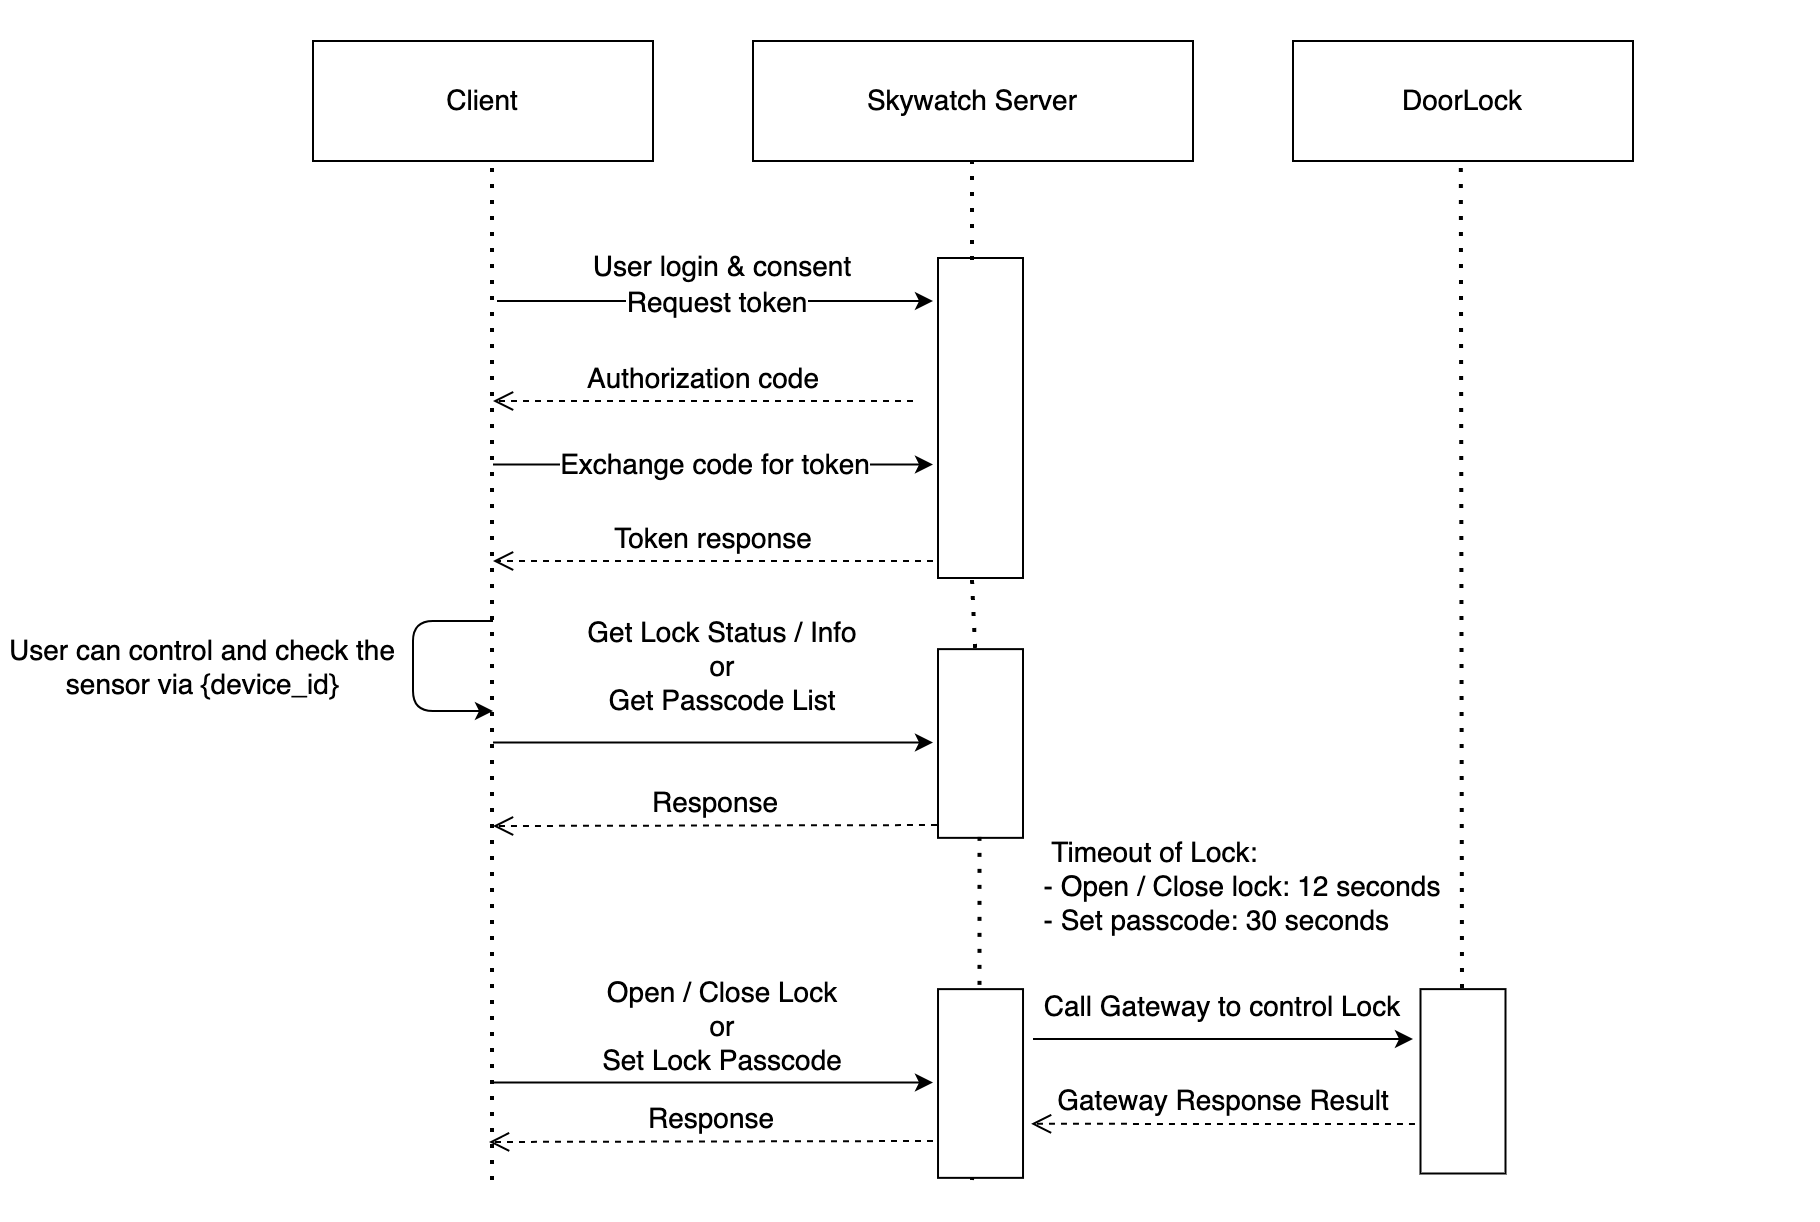 Client
Skywatch Server
DoorLock
User login & consent
Request token
Authorization code
Exchange code for token
Token response
User can control and check the
sensor via {device_id}
Get Lock Status / Info
or
Get Passcode List
Response
Timeout of Lock:
- Open / Close lock: 12 seconds
- Set passcode: 30 seconds
Open / Close Lock
or
Set Lock Passcode
Call Gateway to control Lock
Gateway Response Result
Response